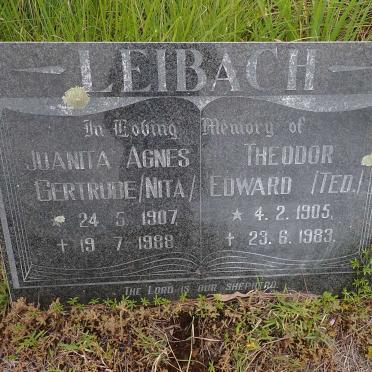 LEIBACH
In Loving Memory of
JUANITA AGNES
GERTRUDE (NITA)
* 24 5 1907
† 19 7 1988
THEODOR
EDWARD (TED)
* 4.2.1905.
† 23.6.1983.
THE LORD IS OUR SHEPHERD